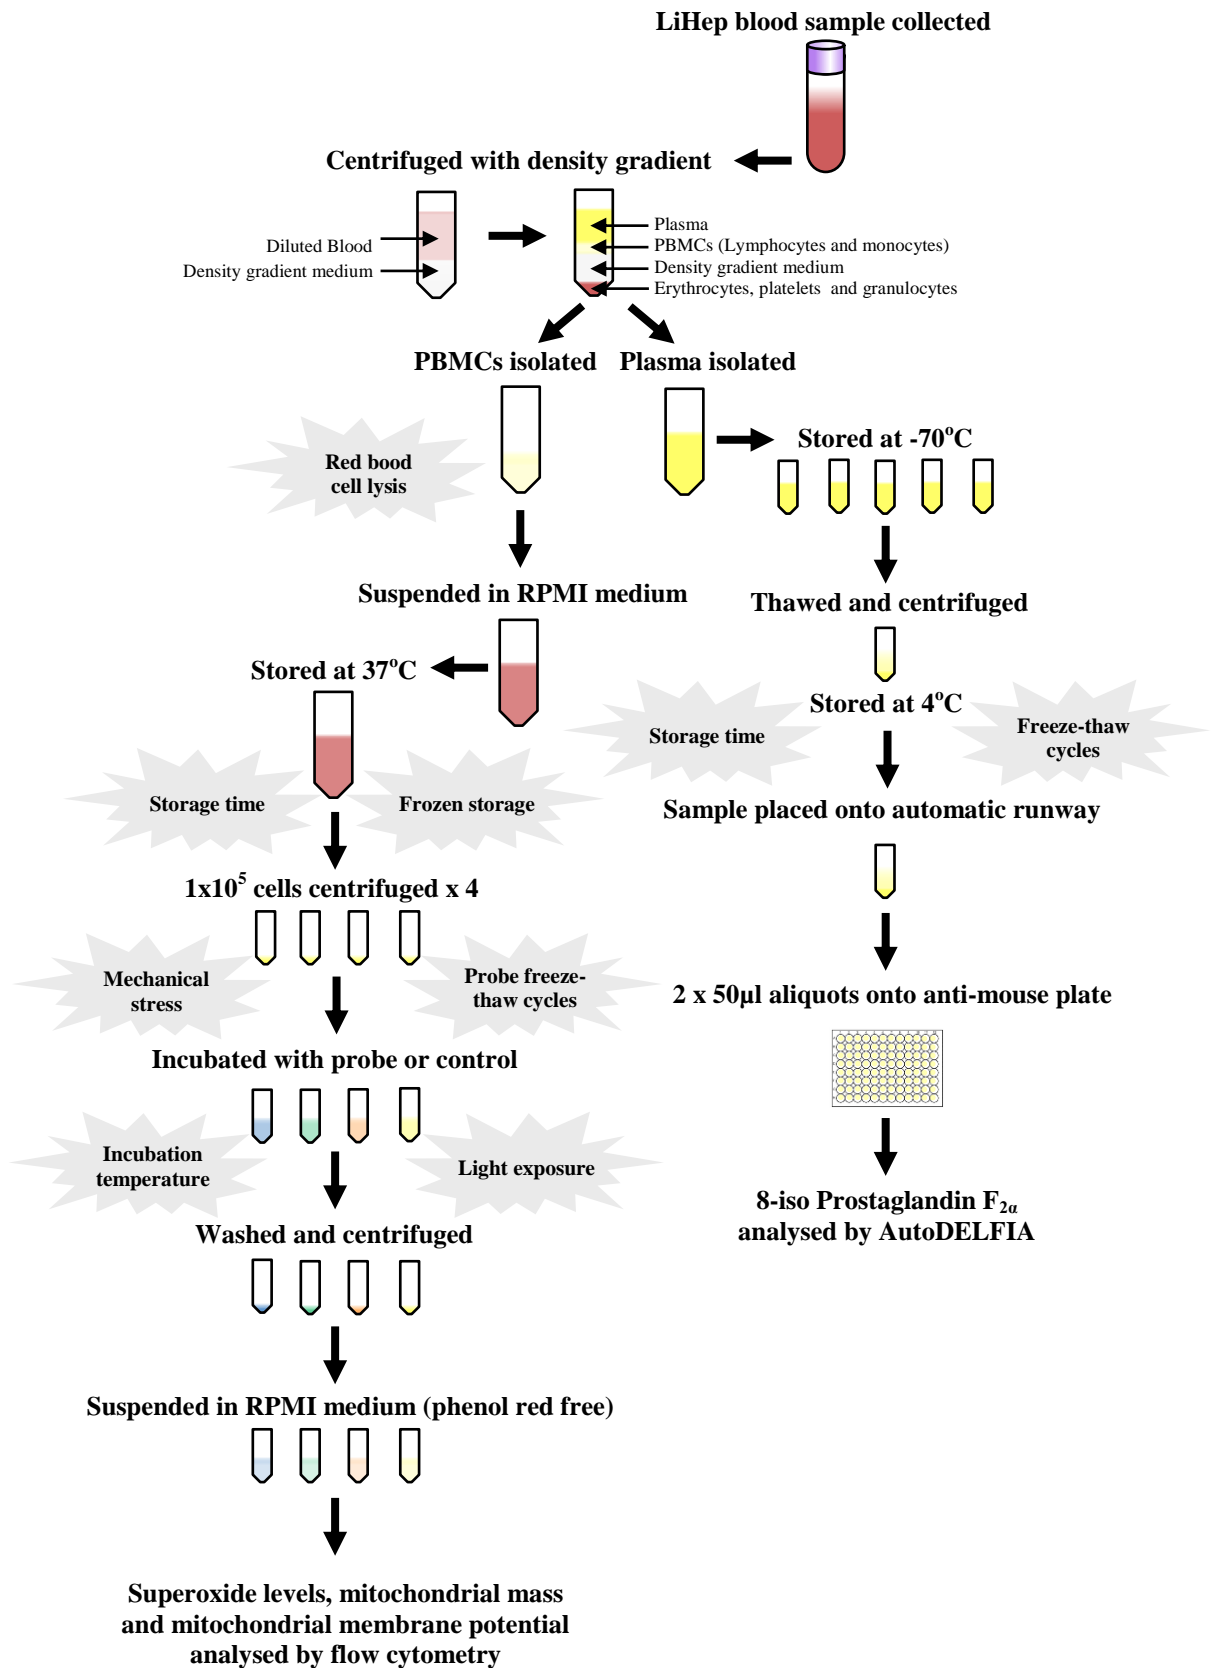 LiHep blood sample collected
Centrifuged with density gradient
Diluted Blood
Density gradient medium
Plasma
PBMCs (Lymphocytes and monocytes)
Density gradient medium
Erythrocytes, platelets and granulocytes
PBMCs isolated
Plasma isolated
Red bood
cell lysis
Stored at -70°C
Suspended in RPMI medium
Thawed and centrifuged
Stored at 37°C
Stored at 4°C
Storage time
Freeze-thaw
cycles
Storage time
Frozen storage
Sample placed onto automatic runway
1x10⁵ cells centrifuged x 4
Mechanical
stress
Probe freeze-
thaw cycles
2 x 50µl aliquots onto anti-mouse plate
Incubated with probe or control
Incubation
temperature
Light exposure
8-iso Prostaglandin F₂α
analysed by AutoDELFIA
Washed and centrifuged
Suspended in RPMI medium (phenol red free)
Superoxide levels, mitochondrial mass
and mitochondrial membrane potential
analysed by flow cytometry